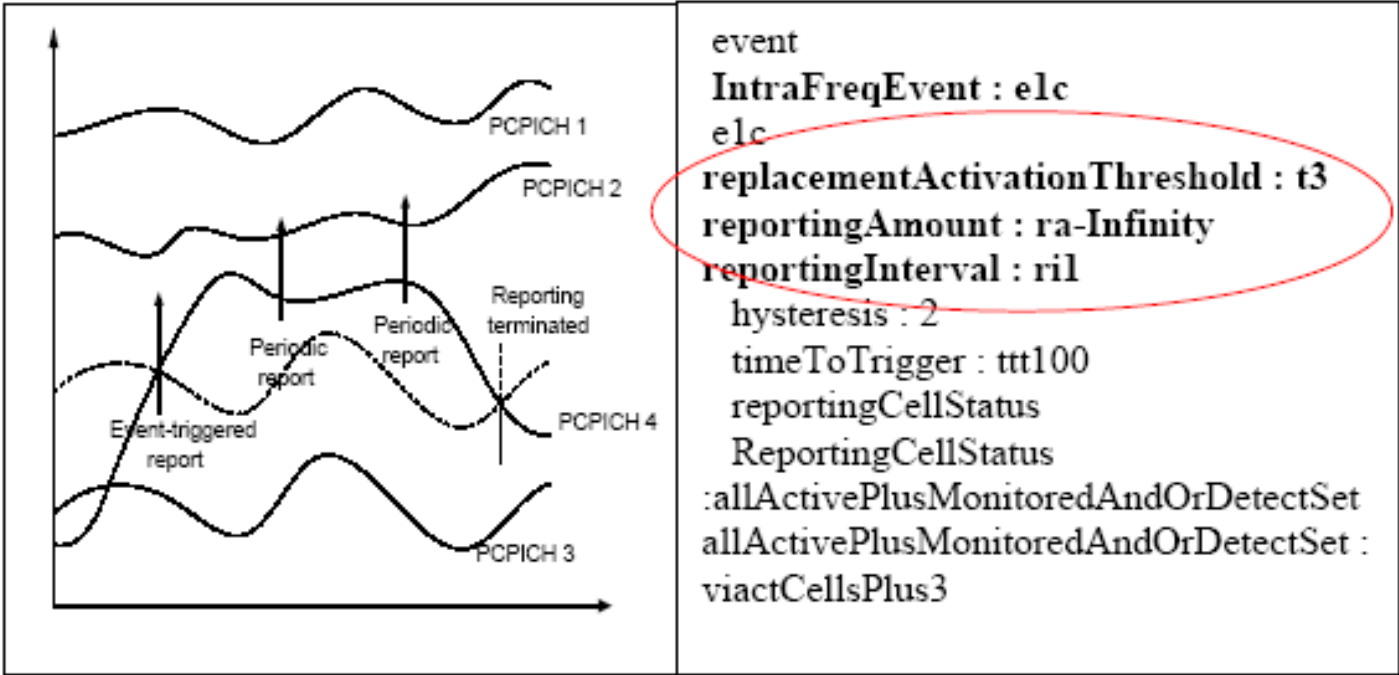 PCPICH 1
PCPICH 2
Reporting
terminated
Periodic
report
Periodic
report
Event-triggered
report
PCPICH 4
PCPICH 3
event
IntraFreqEvent : e1c
e1c
replacementActivationThreshold : t3
reportingAmount : ra-Infinity
reportingInterval : ri1
hysteresis : 2
timeToTrigger : ttt100
reportingCellStatus
ReportingCellStatus
:allActivePlusMonitoredAndOrDetectSet
allActivePlusMonitoredAndOrDetectSet :
viactCellsPlus3